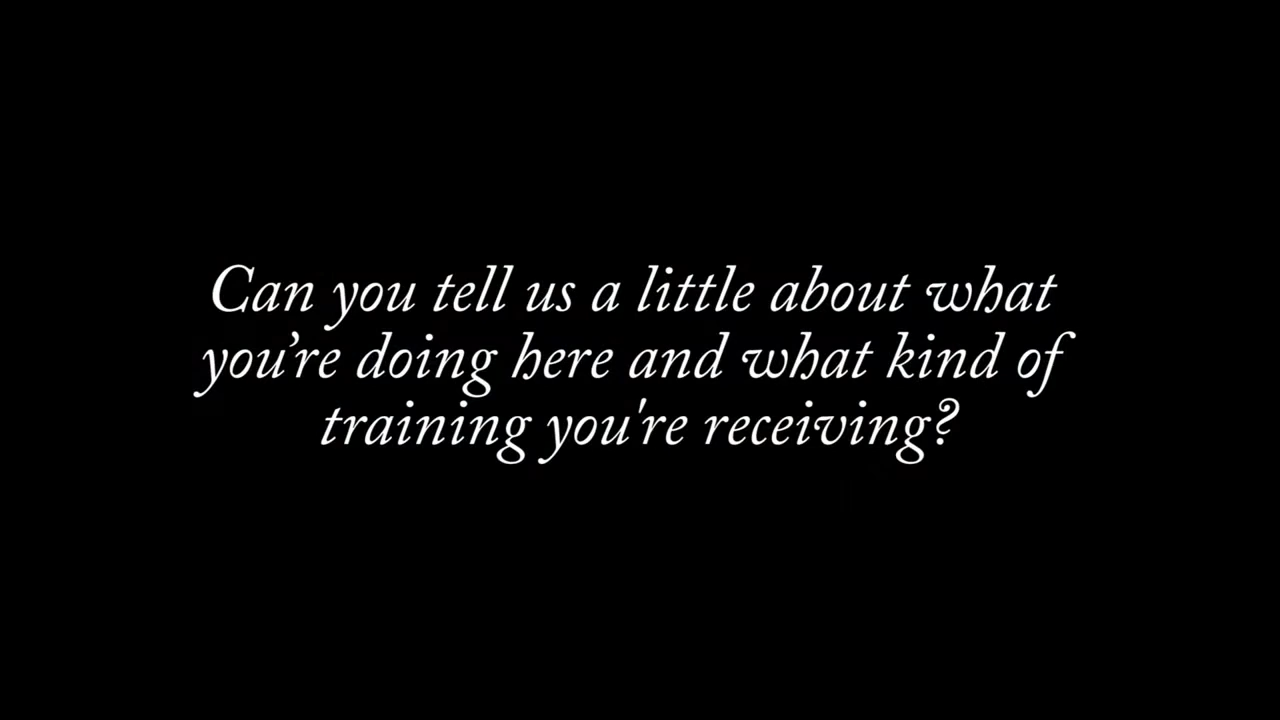 Can you tell us a little about what
you’re doing here and what kind of
training you're receiving?